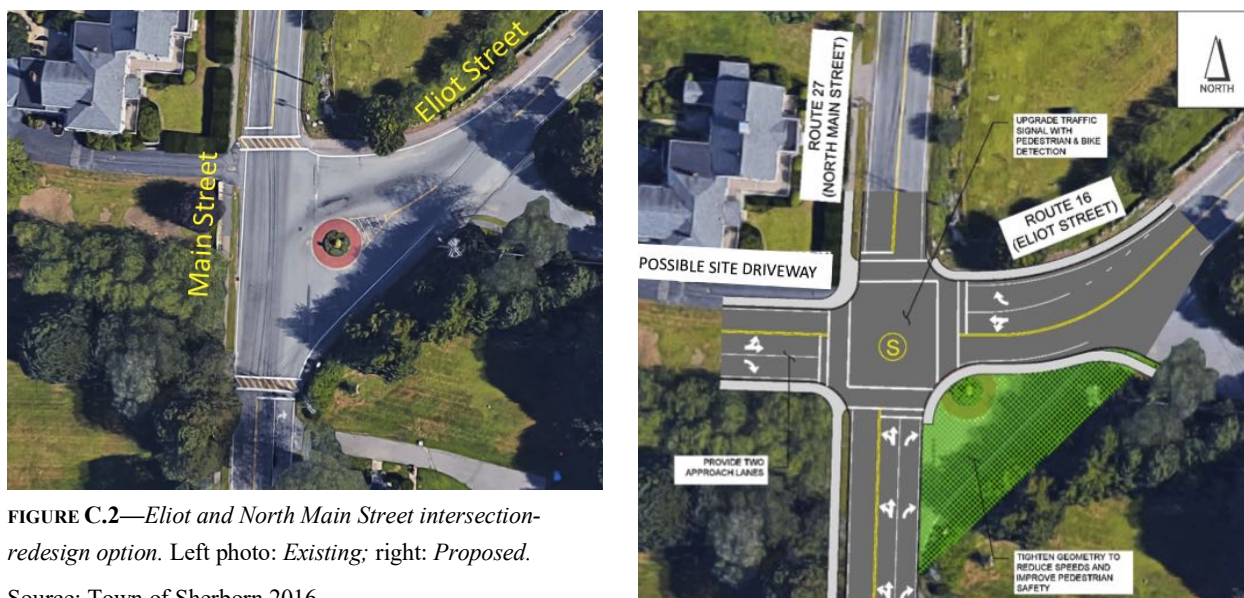 Main Street
Eliot Street
FIGURE C.2—Eliot and North Main Street intersection-
redesign option. Left photo: Existing; right: Proposed.
Source: Town of Sherborn 2016
ROUTE 27
(NORTH MAIN STREET)
NORTH
UPGRADE TRAFFIC
SIGNAL WITH
PEDESTRIAN & BIKE
DETECTION
ROUTE 16
(ELIOT STREET)
POSSIBLE SITE DRIVEWAY
S
PROVIDE TWO
APPROACH LANES
TIGHTEN GEOMETRY TO
REDUCE SPEEDS AND
IMPROVE PEDESTRIAN
SAFETY